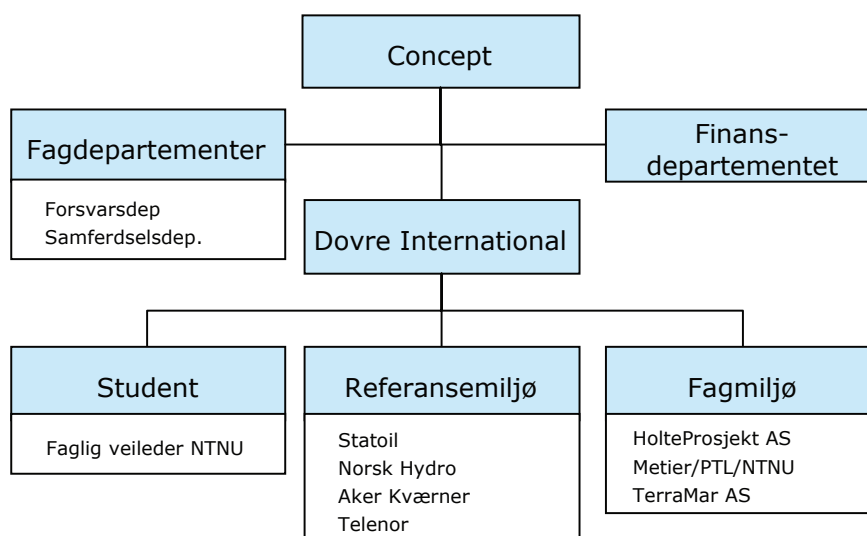 Concept
Fagdepartementer
Forsvarsdep
Samferdselsdep.
Finans-
departementet
Dovre International
Student
Faglig veileder NTNU
Referansemiljø
Statoil
Norsk Hydro
Aker Kværner
Telenor
Fagmiljø
HolteProsjekt AS
Metier/PTL/NTNU
TerraMar AS